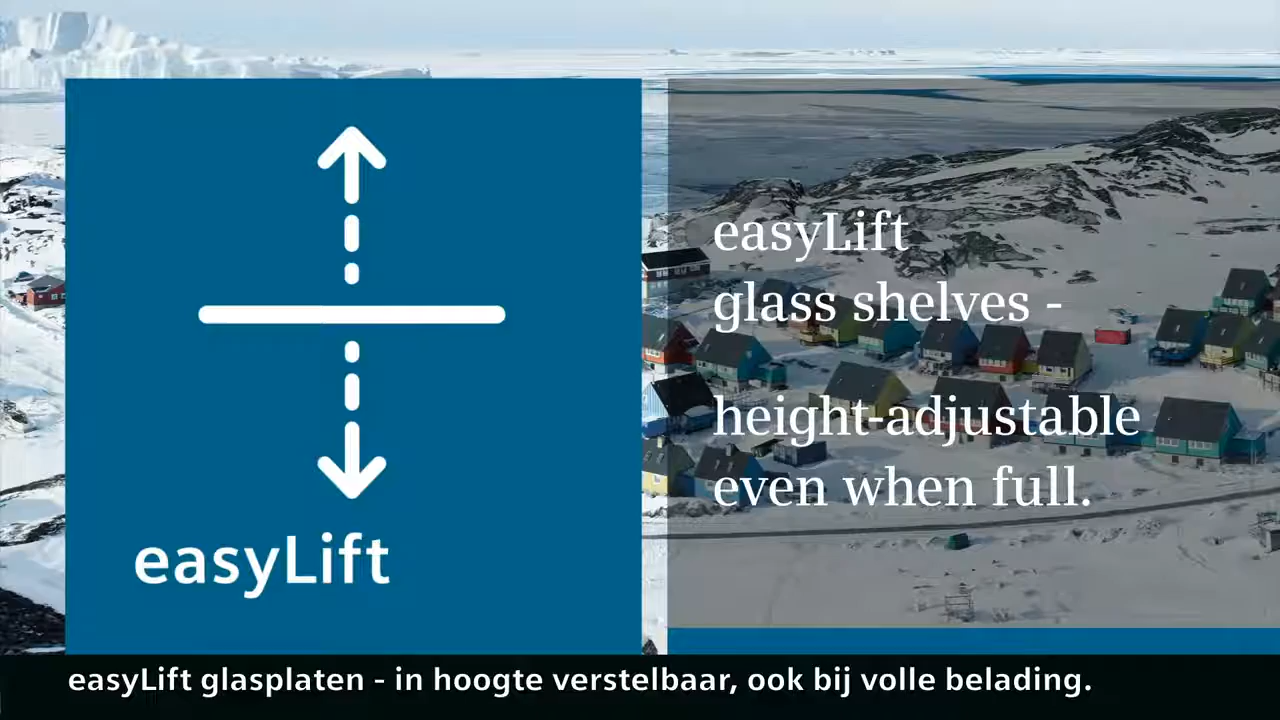 easyLift
easyLift
glass shelves -
height-adjustable
even when full.
easyLift glasplaten - in hoogte verstelbaar, ook bij volle belading.